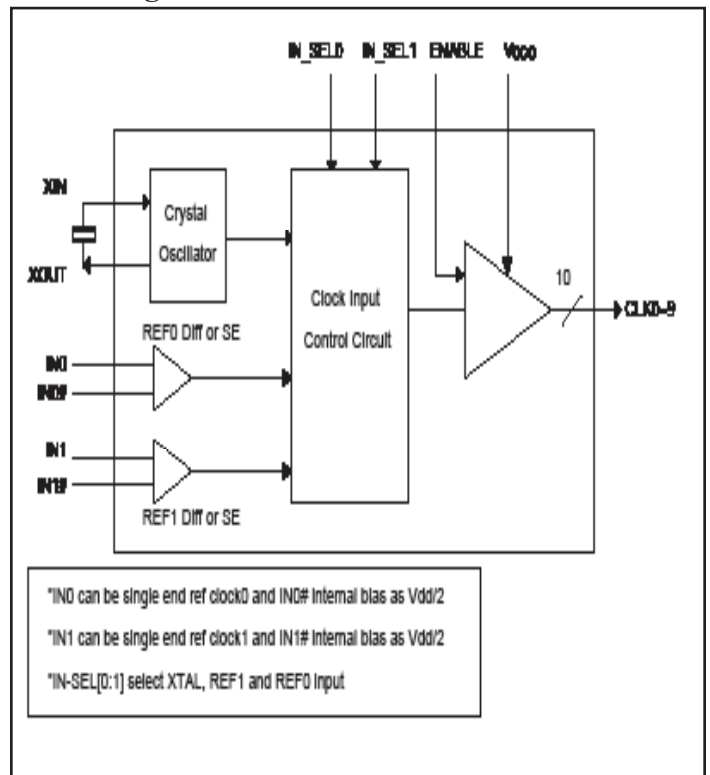 IN_SEL0 IN_SEL1 ENABLE VDDO
XIN
XOUT
Crystal
Oscillator
REF0 Diff or SE
IN0
IN0#
IN1
IN1#
REF1 Diff or SE
Clock Input
Control Circuit
10
CLK0-9
*IN0 can be single end ref clock0 and IN0# Internal bias as Vdd/2
*IN1 can be single end ref clock1 and IN1# Internal bias as Vdd/2
*IN-SEL[0:1] select XTAL, REF1 and REF0 Input